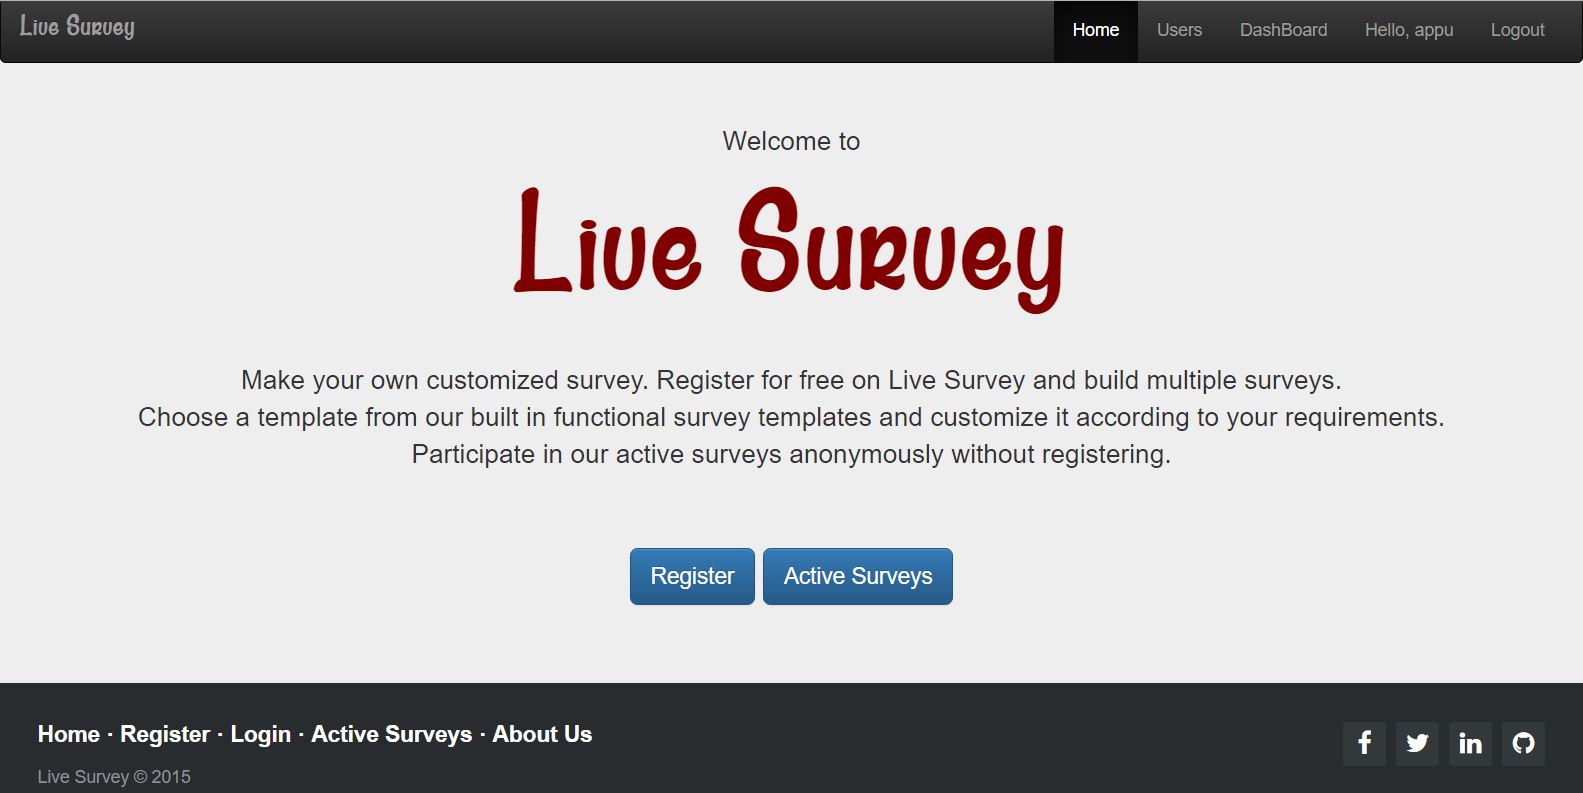 Live Survey
Home Users DashBoard Hello, appu Logout
Welcome to
Live Survey
Make your own customized survey. Register for free on Live Survey and build multiple surveys.
Choose a template from our built in functional survey templates and customize it according to your requirements.
Participate in our active surveys anonymously without registering.
Register Active Surveys
Home · Register · Login · Active Surveys · About Us
Live Survey © 2015